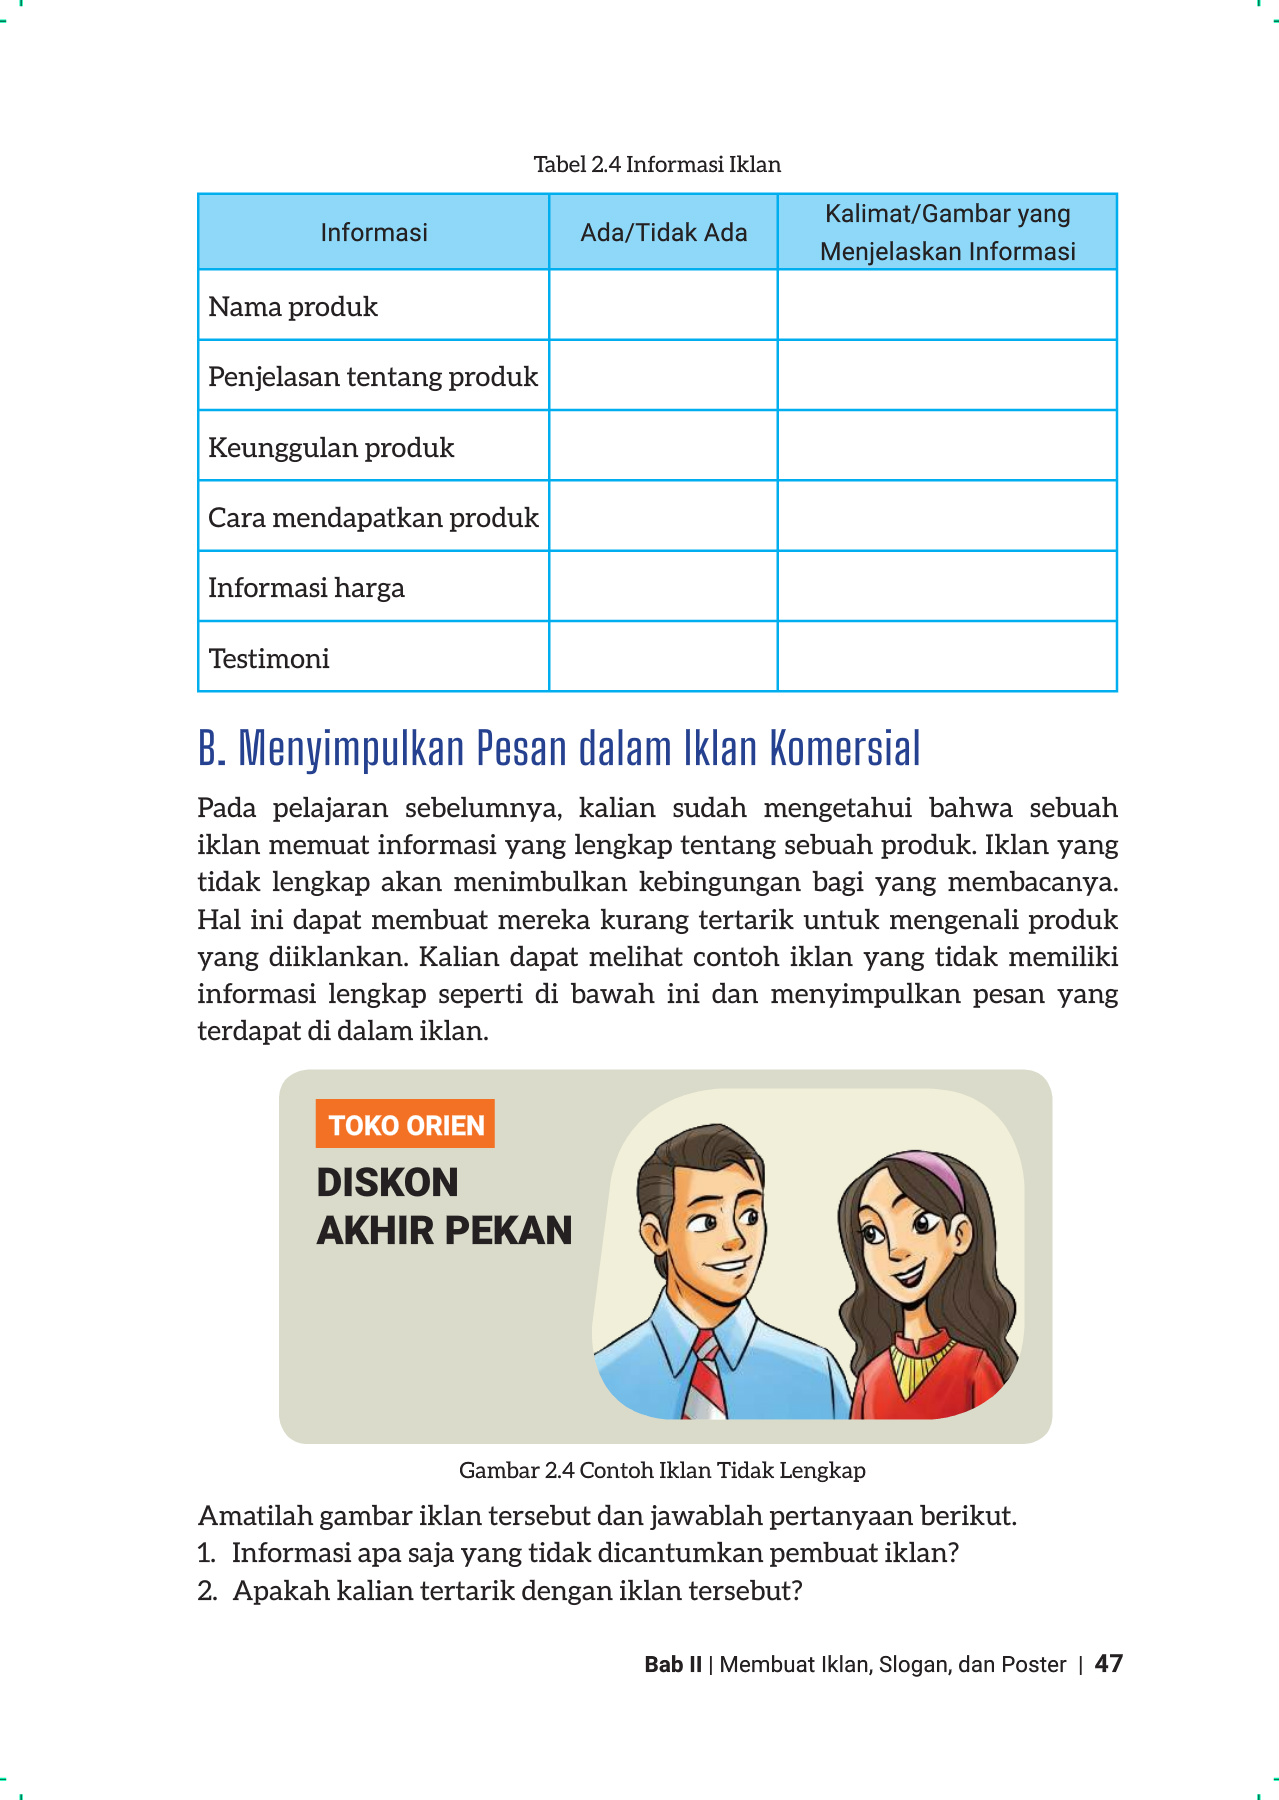 Tabel 2.4 Informasi Iklan
Informasi
Ada/Tidak Ada
Kalimat/Gambar yang
Menjelaskan Informasi
Nama produk
Penjelasan tentang produk
Keunggulan produk
Cara mendapatkan produk
Informasi harga
Testimoni
B. Menyimpulkan Pesan dalam Iklan Komersial
Pada pelajaran sebelumnya, kalian sudah mengetahui bahwa sebuah
iklan memuat informasi yang lengkap tentang sebuah produk. Iklan yang
tidak lengkap akan menimbulkan kebingungan bagi yang membacanya.
Hal ini dapat membuat mereka kurang tertarik untuk mengenali produk
yang diiklankan. Kalian dapat melihat contoh iklan yang tidak memiliki
informasi lengkap seperti di bawah ini dan menyimpulkan pesan yang
terdapat di dalam iklan.
TOKO ORIEN
DISKON
AKHIR PEKAN
Gambar 2.4 Contoh Iklan Tidak Lengkap
Amatilah gambar iklan tersebut dan jawablah pertanyaan berikut.
1. Informasi apa saja yang tidak dicantumkan pembuat iklan?
2. Apakah kalian tertarik dengan iklan tersebut?
Bab II | Membuat Iklan, Slogan, dan Poster | 47